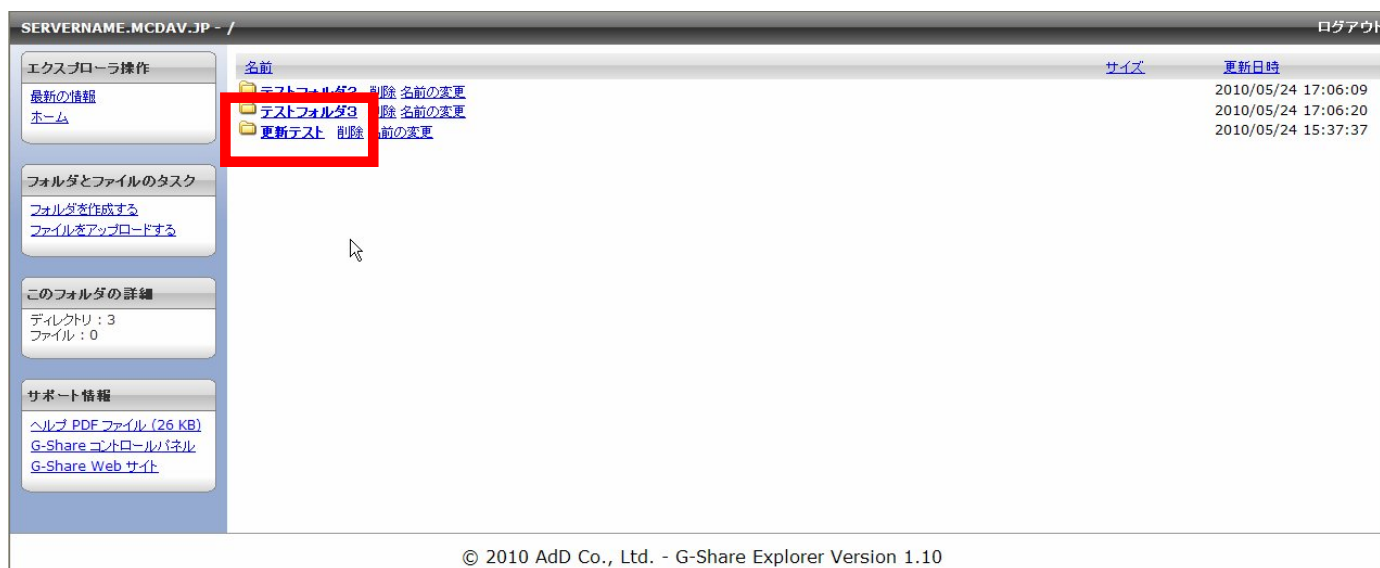 SERVERNAME.MCDAV.JP - /
ログアウト
エクスプローラ操作
最新の情報
ホーム
フォルダとファイルのタスク
フォルダを作成する
ファイルをアップロードする
このフォルダの詳細
ディレクトリ : 3
ファイル : 0
サポート情報
ヘルプ PDF ファイル (26 KB)
G-Share コントロールパネル
G-Share Web サイト
名前 サイズ 更新日時
削除 名前の変更 2010/05/24 17:06:09
テストフォルダ3 削除 名前の変更 2010/05/24 17:06:20
更新テスト 削除 名前の変更 2010/05/24 15:37:37
© 2010 AdD Co., Ltd. - G-Share Explorer Version 1.10